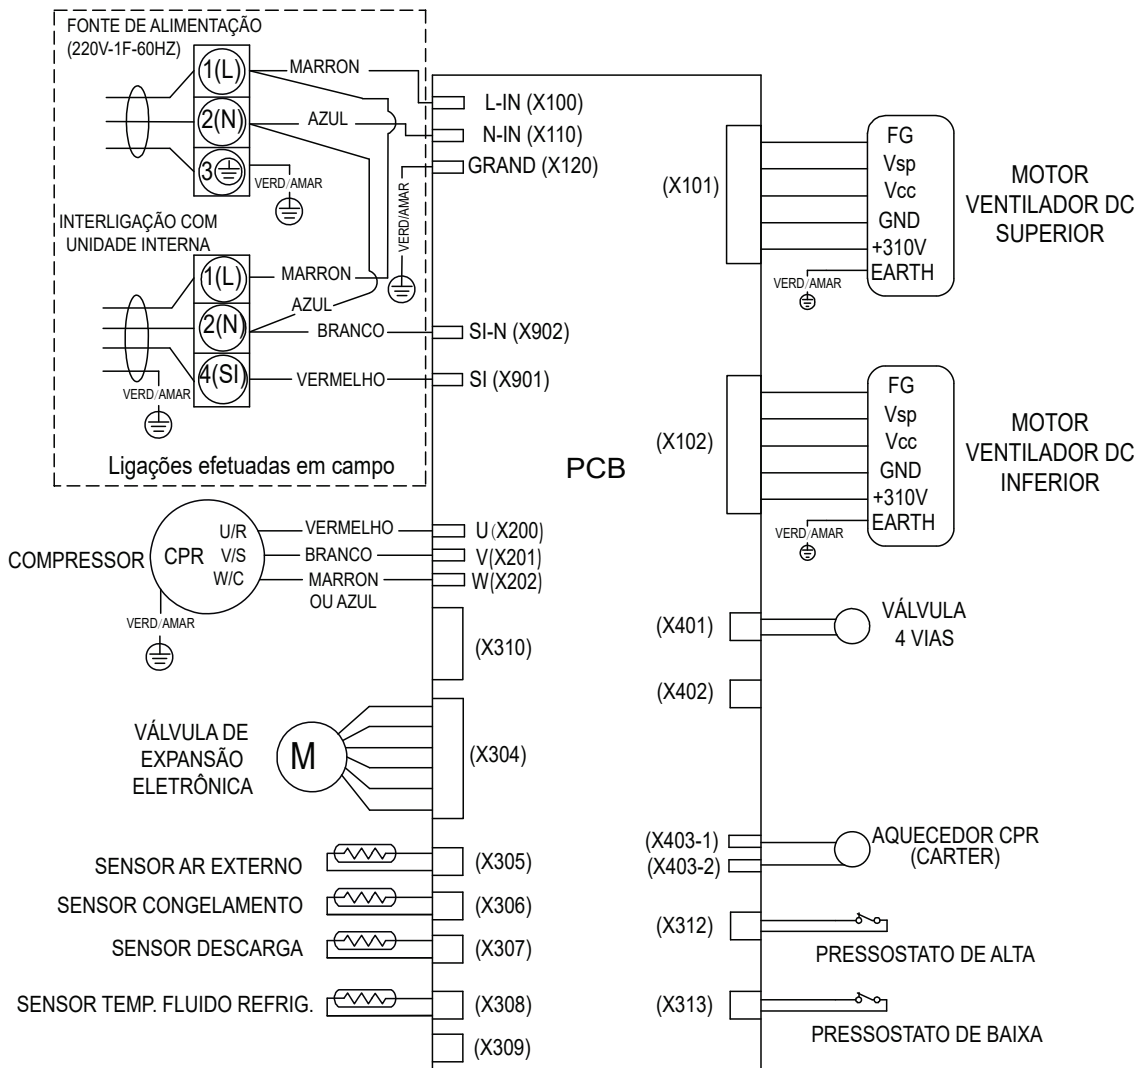 FONTE DE ALIMENTAÇÃO
(220V-1F-60HZ)
1(L)
2(N)
3
MARRON
AZUL
VERD/AMAR
L-IN (X100)
N-IN (X110)
GRAND (X120)
VERD/AMAR
INTERLIGAÇÃO COM
UNIDADE INTERNA
1(L)
2(N)
4(SI)
MARRON
AZUL
BRANCO
VERMELHO
VERD/AMAR
SI-N (X902)
SI (X901)
Ligações efetuadas em campo
PCB
COMPRESSOR
CPR
U/R
V/S
W/C
VERMELHO
BRANCO
MARRON
OU AZUL
VERD/AMAR
U(X200)
V(X201)
W(X202)
(X310)
VÁLVULA DE
EXPANSÃO
ELETRÔNICA
M
(X304)
SENSOR AR EXTERNO
(X305)
SENSOR CONGELAMENTO
(X306)
SENSOR DESCARGA
(X307)
SENSOR TEMP. FLUIDO REFRIG.
(X308)
(X309)
(X101)
FG
Vsp
Vcc
GND
+310V
EARTH
VERD/AMAR
MOTOR
VENTILADOR DC
SUPERIOR
(X102)
FG
Vsp
Vcc
GND
+310V
EARTH
VERD/AMAR
MOTOR
VENTILADOR DC
INFERIOR
(X401)
VÁLVULA
4 VIAS
(X402)
(X403-1)
(X403-2)
AQUECEDOR CPR
(CARTER)
(X312)
PRESSOSTATO DE ALTA
(X313)
PRESSOSTATO DE BAIXA